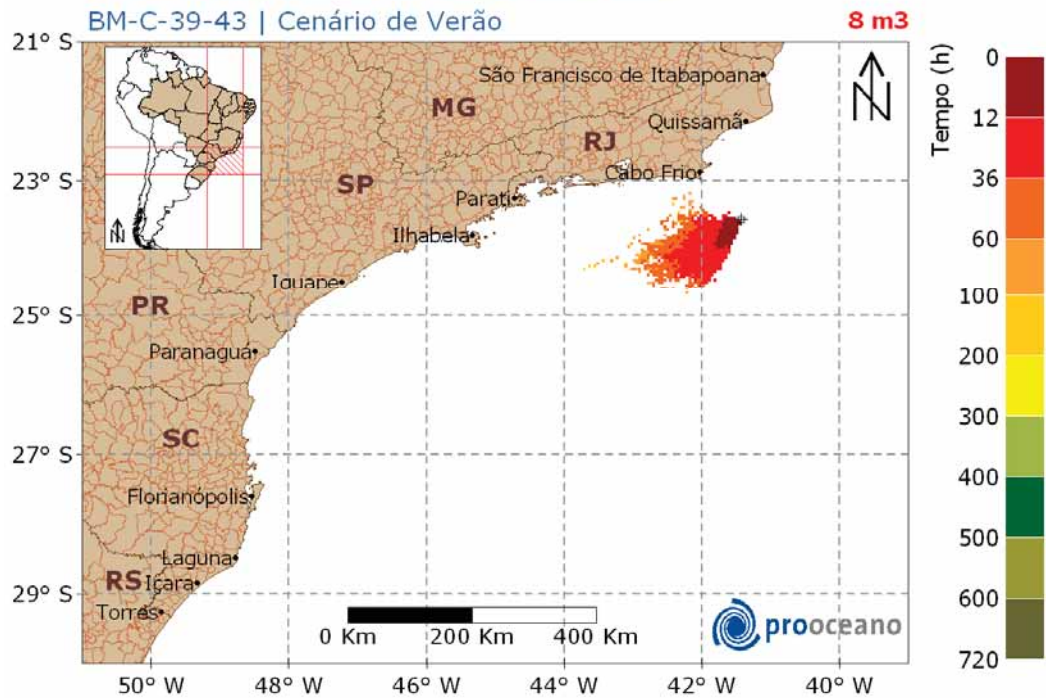 BM-C-39-43 | Cenário de Verão
8 m3
21° S
23° S
25° S
27° S
29° S
N
N
MG
RJ
SP
PR
SC
RS
São Francisco de Itabapoana
Quissamã
Cabo Frio
Parati
Ilhabela
Iguape
Paranaguá
Florianópolis
Laguna
Içara
Torres
0 Km 200 Km 400 Km
prooceano
50° W 48° W 46° W 44° W 42° W 40° W
Tempo (h)
0
12
36
60
100
200
300
400
500
600
720